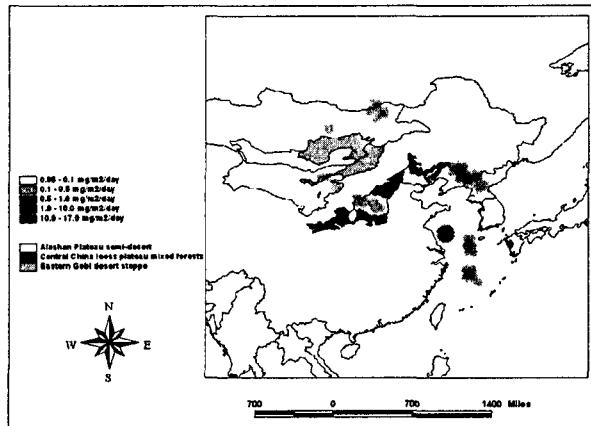 0.05 - 0.1 mg/m2/day
0.1 - 0.5 mg/m2/day
0.5 - 1.0 mg/m2/day
1.0 - 10.0 mg/m2/day
10.0 - 17.9 mg/m2/day
Alashan Plateau semi-desert
Central China loess plateau mixed forests
Eastern Gobi desert steppe
N
W E
S
700 0 700 1400 Miles